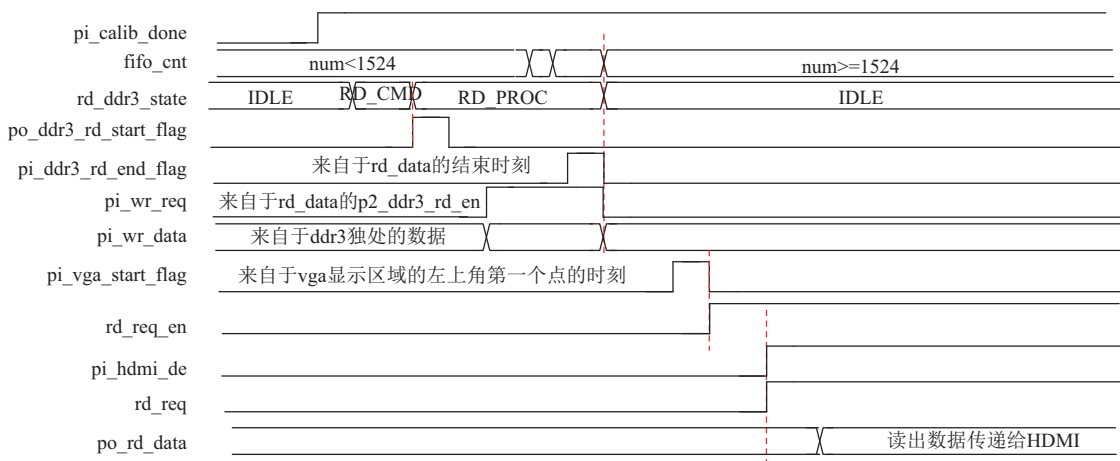 pi_calib_done
fifo_cnt num<1524 num>=1524
rd_ddr3_state IDLE RD_CMD RD_PROC IDLE
po_ddr3_rd_start_flag
pi_ddr3_rd_end_flag 来自于rd_data的结束时刻
pi_wr_req 来自于rd_data的p2_ddr3_rd_en
pi_wr_data 来自于ddr3独处的数据
pi_vga_start_flag 来自于vga显示区域的左上角第一个点的时刻
rd_req_en
pi_hdmi_de
rd_req
po_rd_data 读出数据传递给HDMI